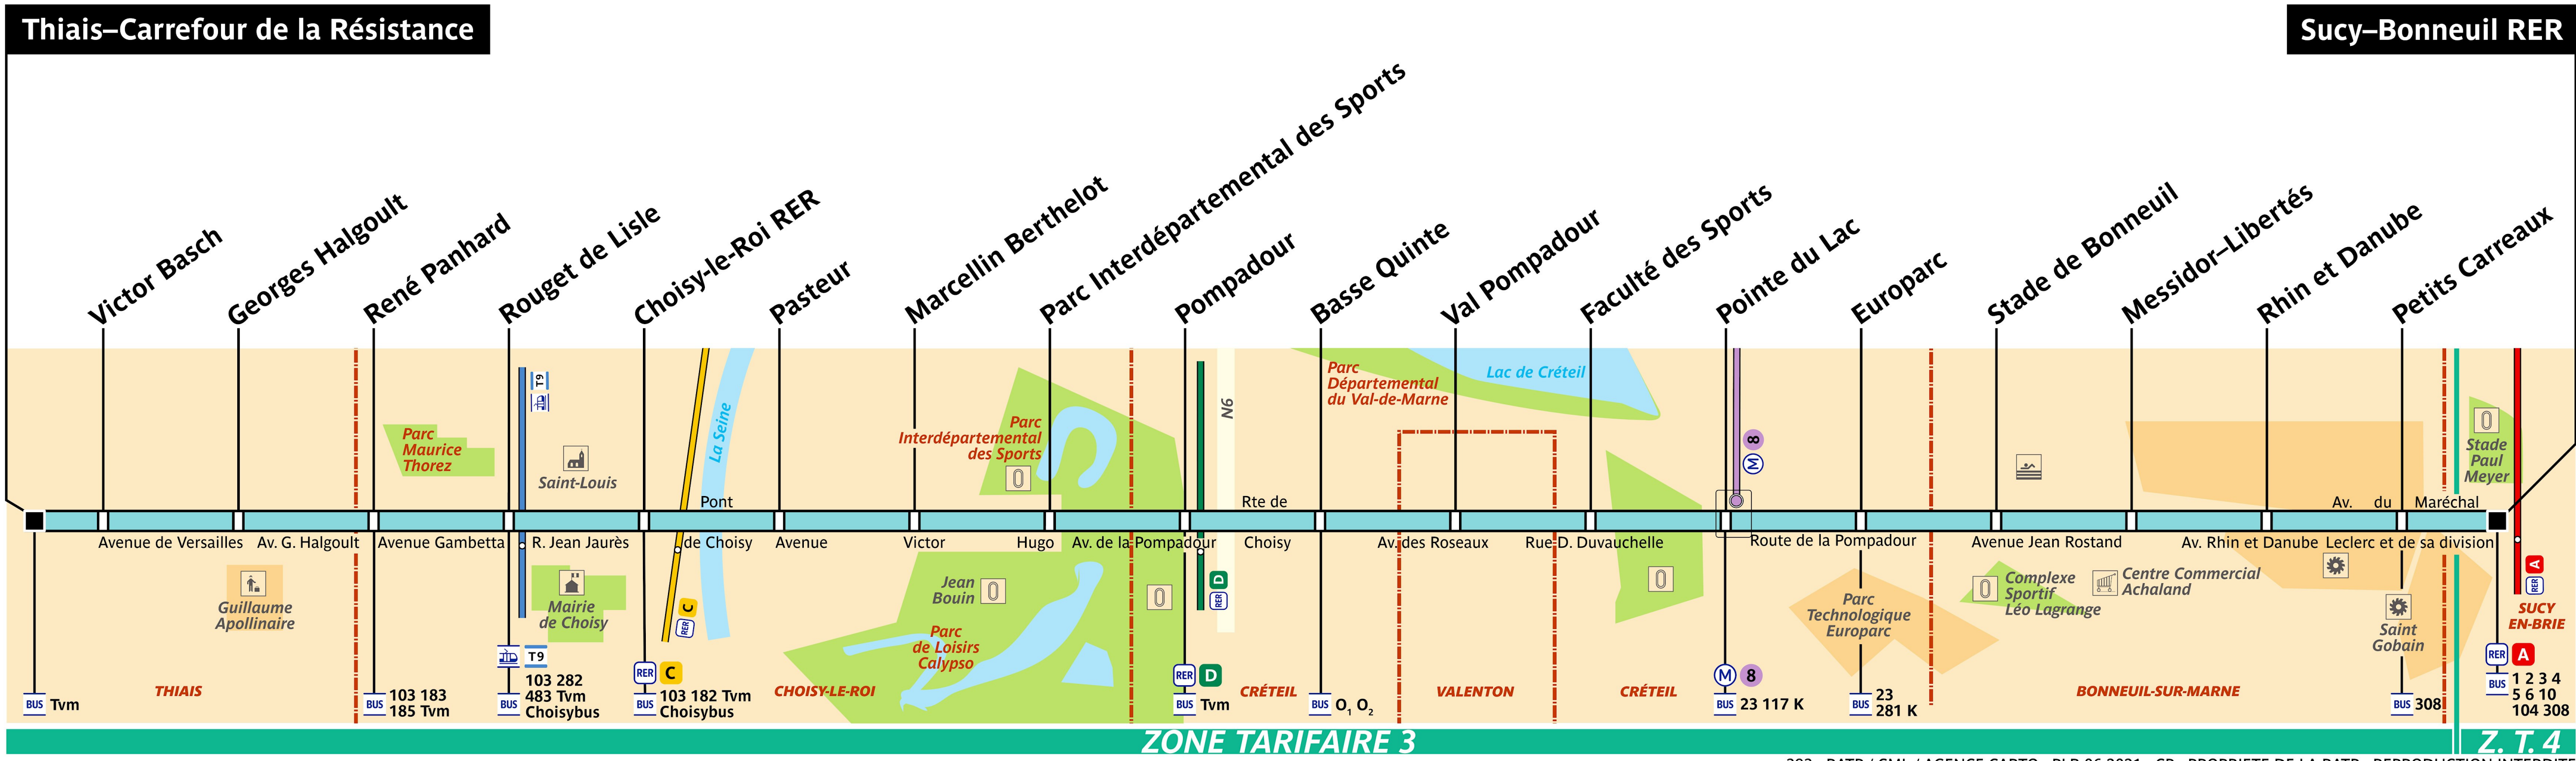 Thiais–Carrefour de la Résistance
Sucy–Bonneuil RER
Victor Basch
Georges Halgoult
René Panhard
Rouget de Lisle
Choisy-le-Roi RER
Pasteur
Marcellin Berthelot
Parc Interdépartemental des Sports
Pompadour
Basse Quinte
Val Pompadour
Faculté des Sports
Pointe du Lac
Europarc
Stade de Bonneuil
Messidor–Libertés
Rhin et Danube
Petits Carreaux
T9
La Seine
N6
Parc
Maurice
Thorez
Saint-Louis
Parc
Interdépartemental
des Sports
Parc
Départemental
du Val-de-Marne
Lac de Créteil
8
M
Stade
Paul
Meyer
Pont
Rte de
Av. du Maréchal
Avenue de Versailles
Av. G. Halgoult
Avenue Gambetta
R. Jean Jaurès
de Choisy
Avenue
Victor
Hugo
Av. de la Pompadour
Choisy
Av. des Roseaux
Rue D. Duvauchelle
Route de la Pompadour
Avenue Jean Rostand
Av. Rhin et Danube
Leclerc et de sa division
Guillaume
Apollinaire
Mairie
de Choisy
C
RER
Jean
Bouin
Parc
de Loisirs
Calypso
D
RER
Parc
Technologique
Europarc
Complexe
Sportif
Léo Lagrange
Centre Commercial
Achaland
Saint
Gobain
A
RER
SUCY
EN-BRIE
THIAIS
CHOISY-LE-ROI
CRÉTEIL
VALENTON
CRÉTEIL
BONNEUIL-SUR-MARNE
BUS Tvm
BUS 103 183
185 Tvm
T9
BUS 103 282
483 Tvm
Choisybus
RER C
BUS 103 182 Tvm
Choisybus
RER D
BUS Tvm
BUS O1 O2
M 8
BUS 23 117 K
BUS 23
281 K
BUS 308
RER A
BUS 1 2 3 4
5 6 10
104 308
ZONE TARIFAIRE 3
Z. T. 4